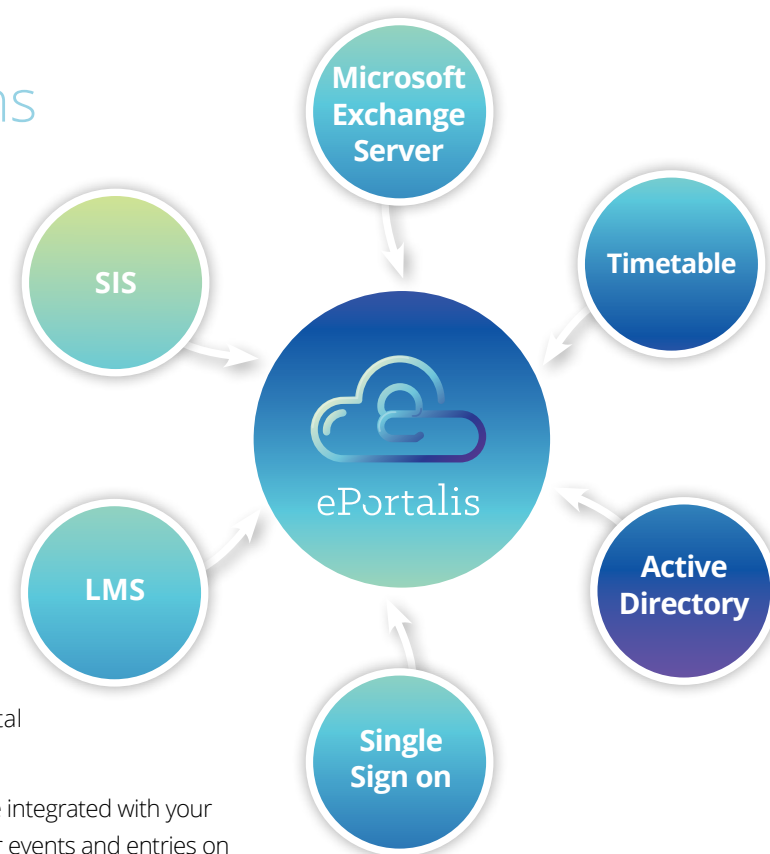 Microsoft
Exchange
Server
SIS
Timetable
ePortalis
LMS
Active
Directory
Single
Sign on
integrated with your
events and entries on